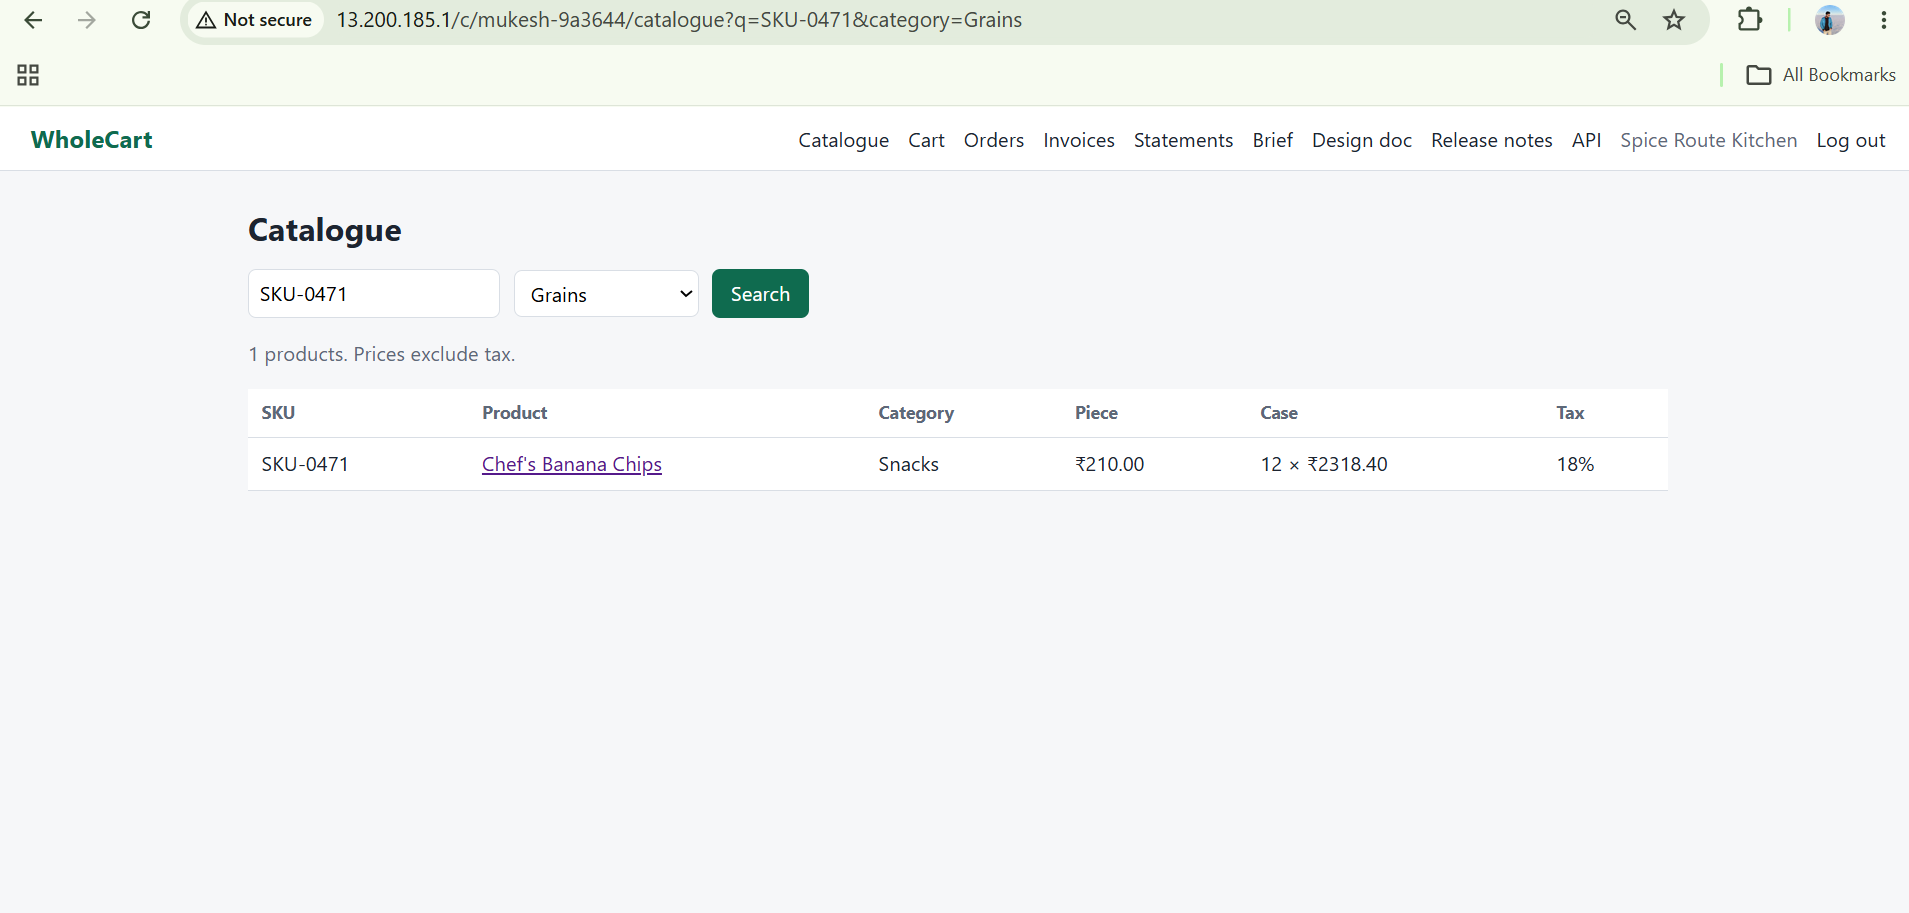 Not secure 13.200.185.1/c/mukesh-9a3644/catalogue?q=SKU-0471&category=Grains
All Bookmarks
WholeCart Catalogue Cart Orders Invoices Statements Brief Design doc Release notes API Spice Route Kitchen Log out
Catalogue
SKU-0471 Grains Search
1 products. Prices exclude tax.
SKU Product Category Piece Case Tax
SKU-0471 Chef's Banana Chips Snacks ₹210.00 12 × ₹2318.40 18%